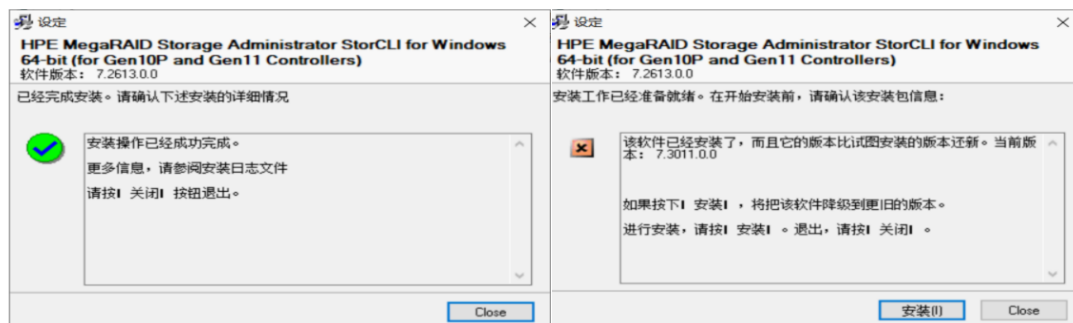 设定
HPE MegaRAID Storage Administrator StorCLI for Windows
64-bit (for Gen10P and Gen11 Controllers)
软件版本： 7.2613.0.0
已经完成安装。请确认下述安装的详细情况
安装操作已经成功完成。
更多信息，请参阅安装日志文件
请按I 关闭I 按钮退出。
Close
设定
HPE MegaRAID Storage Administrator StorCLI for Windows
64-bit (for Gen10P and Gen11 Controllers)
软件版本： 7.2613.0.0
安装工作已经准备就绪。在开始安装前，请确认该安装包信息：
该软件已经安装了，而且它的版本比试图安装的版本还新。当前版
本： 7.3011.0.0
如果按下I 安装I ，将把该软件降级到更旧的版本。
进行安装，请按I 安装I 。退出，请按I 关闭I 。
安装(I)
Close